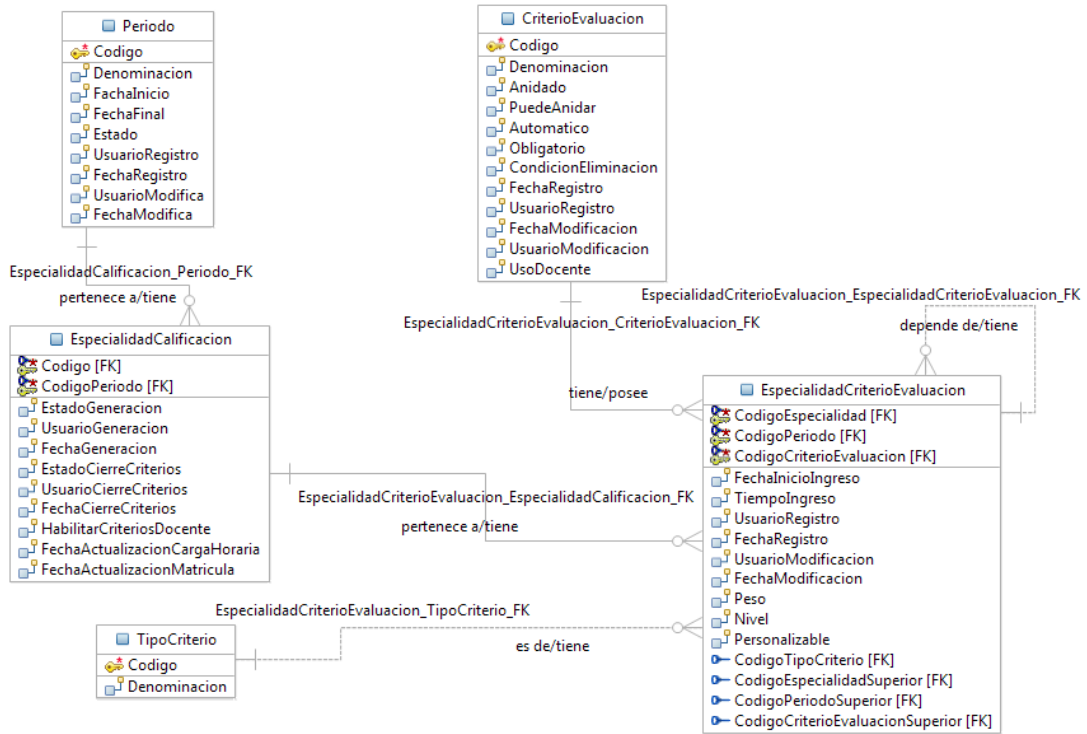 Periodo
Codigo
Denominacion
FachaInicio
FechaFinal
Estado
UsuarioRegistro
FechaRegistro
UsuarioModifica
FechaModifica
CriterioEvaluacion
Codigo
Denominacion
Anidado
PuedeAnidar
Automatico
Obligatorio
CondicionEliminacion
FechaRegistro
UsuarioRegistro
FechaModificacion
UsuarioModificacion
UsoDocente
EspecialidadCalificacion_Periodo_FK
pertenece a/tiene
EspecialidadCriterioEvaluacion_EspecialidadCriterioEvaluacion_FK
depende de/tiene
EspecialidadCriterioEvaluacion_CriterioEvaluacion_FK
tiene/posee
EspecialidadCalificacion
Codigo [FK]
CodigoPeriodo [FK]
EstadoGeneracion
UsuarioGeneracion
FechaGeneracion
EstadoCierreCriterios
UsuarioCierreCriterios
FechaCierreCriterios
HabilitarCriteriosDocente
FechaActualizacionCargaHoraria
FechaActualizacionMatricula
EspecialidadCriterioEvaluacion_EspecialidadCalificacion_FK
pertenece a/tiene
EspecialidadCriterioEvaluacion
CodigoEspecialidad [FK]
CodigoPeriodo [FK]
CodigoCriterioEvaluacion [FK]
FechaInicioIngreso
TiempoIngreso
UsuarioRegistro
FechaRegistro
UsuarioModificacion
FechaModificacion
Peso
Nivel
Personalizable
CodigoTipoCriterio [FK]
CodigoEspecialidadSuperior [FK]
CodigoPeriodoSuperior [FK]
CodigoCriterioEvaluacionSuperior [FK]
EspecialidadCriterioEvaluacion_TipoCriterio_FK
es de/tiene
TipoCriterio
Codigo
Denominacion